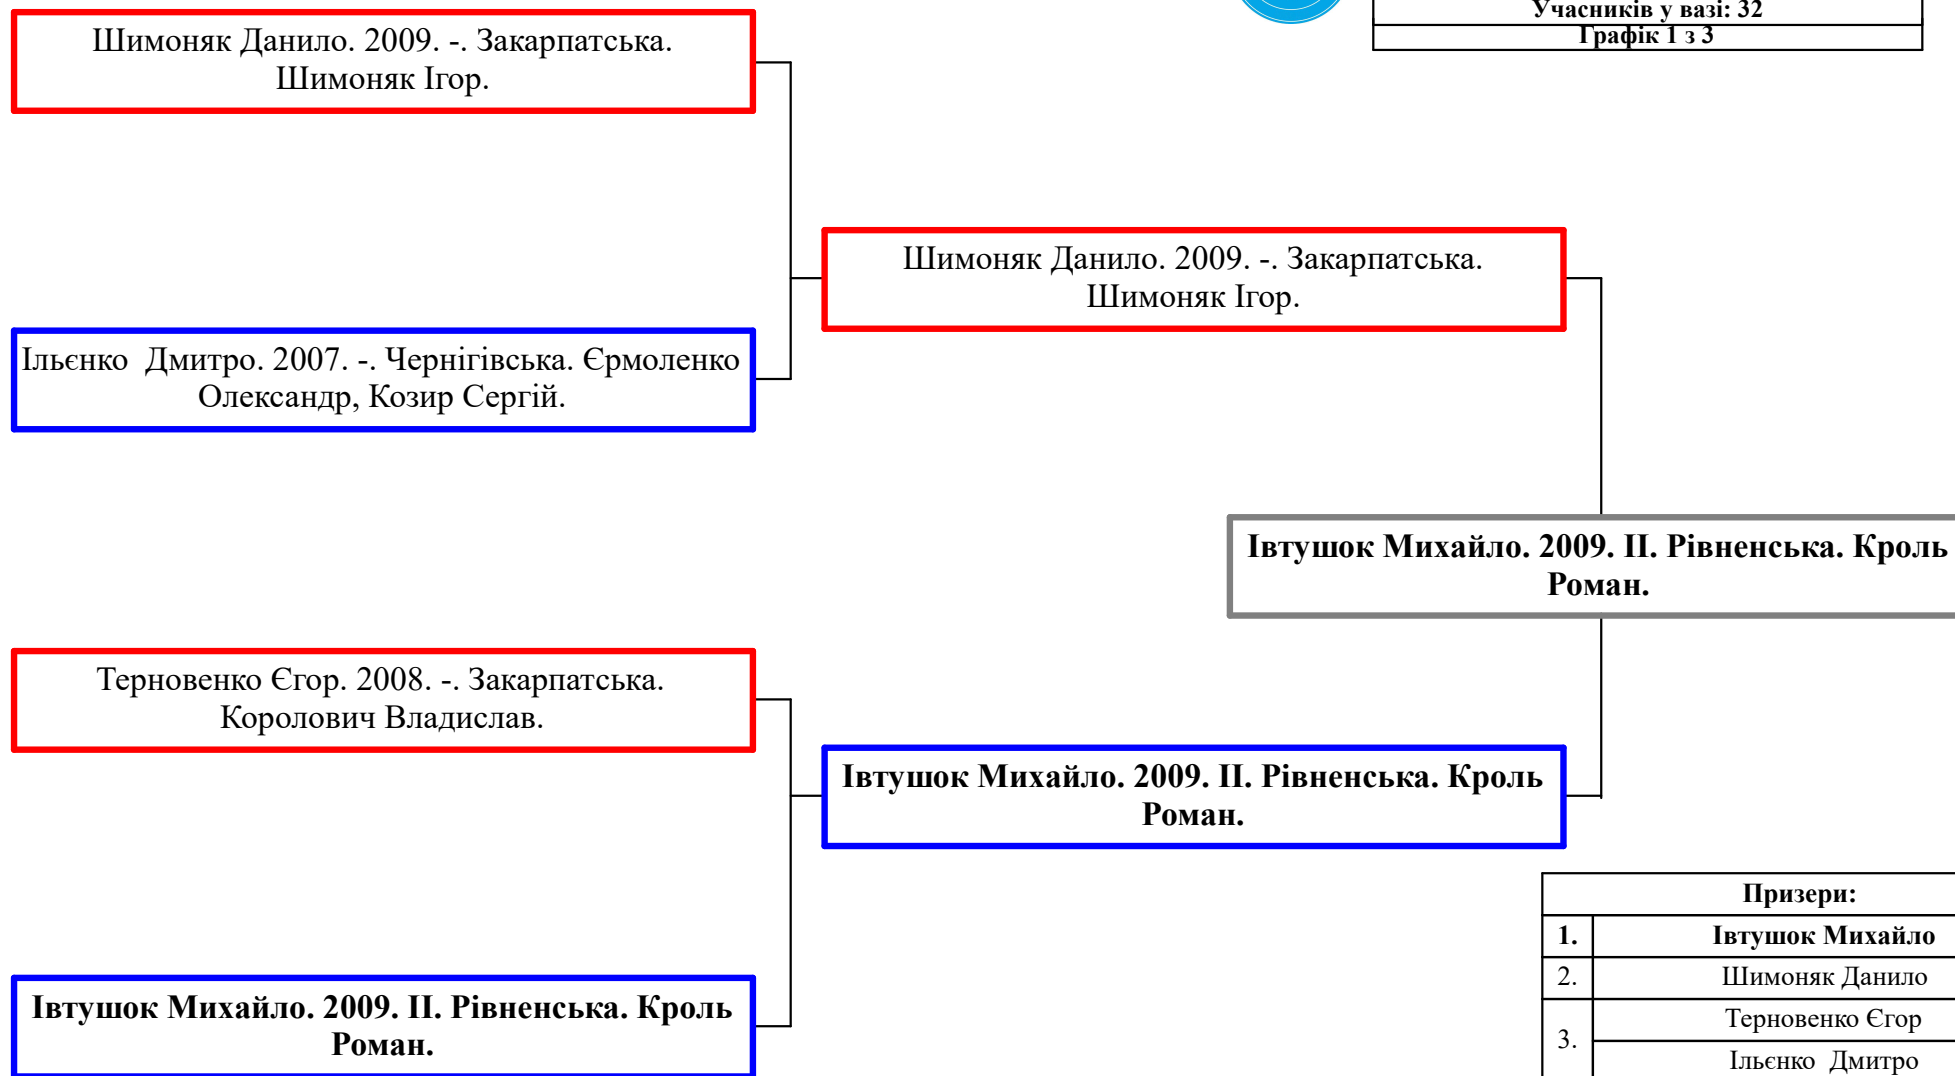 Учасників у вазі: 32
Графік 1 з 3
Шимоняк Данило. 2009. -. Закарпатська.
Шимоняк Ігор.
Шимоняк Данило. 2009. -. Закарпатська.
Шимоняк Ігор.
Ільєнко  Дмитро. 2007. -. Чернігівська. Єрмоленко
Олександр, Козир Сергій.
Івтушок Михайло. 2009. II. Рівненська. Кроль
Роман.
Терновенко Єгор. 2008. -. Закарпатська.
Королович Владислав.
Івтушок Михайло. 2009. II. Рівненська. Кроль
Роман.
Івтушок Михайло. 2009. II. Рівненська. Кроль
Роман.
Призери:
1. Івтушок Михайло
2. Шимоняк Данило
3. Терновенко Єгор
Ільєнко  Дмитро